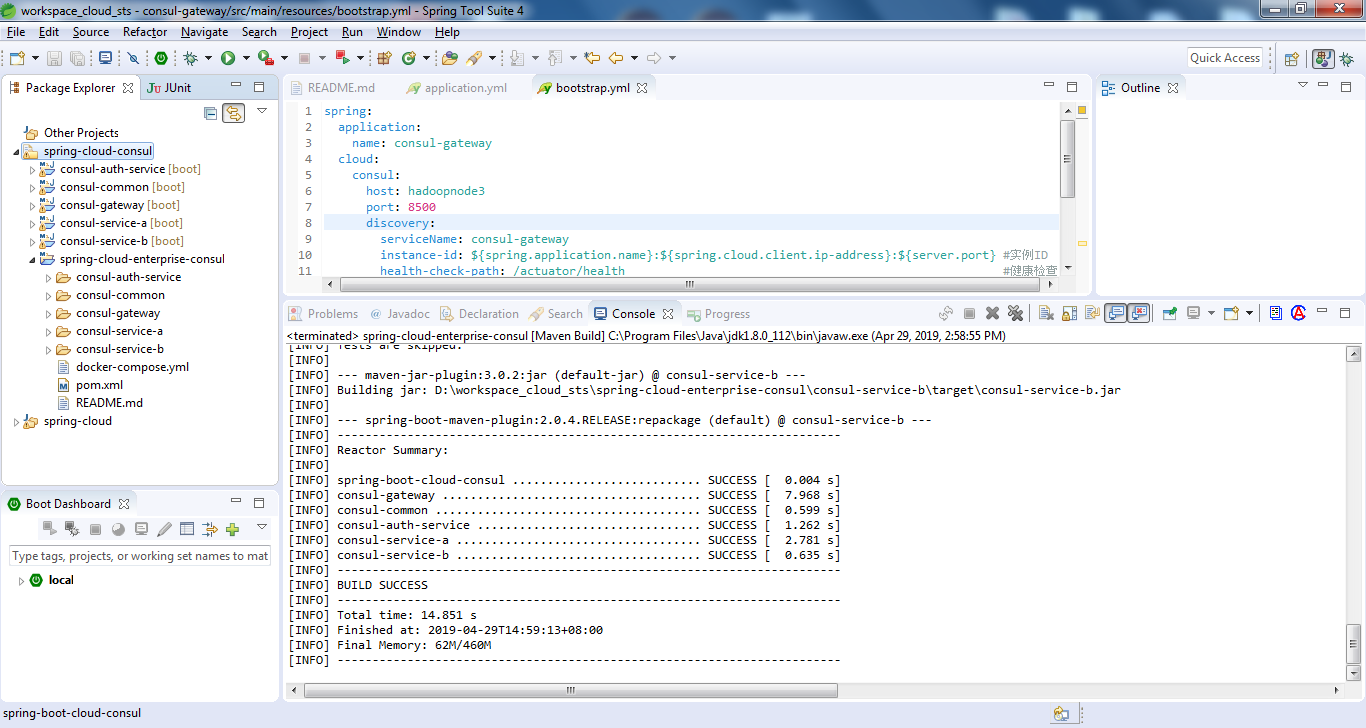 workspace_cloud_sts - consul-gateway/src/main/resources/bootstrap.yml - Spring Tool Suite 4
File Edit Source Refactor Navigate Search Project Run Window Help
Quick Access
Package Explorer JUnit
Other Projects
spring-cloud-consul
consul-auth-service [boot]
consul-common [boot]
consul-gateway [boot]
consul-service-a [boot]
consul-service-b [boot]
spring-cloud-enterprise-consul
consul-auth-service
consul-common
consul-gateway
consul-service-a
consul-service-b
docker-compose.yml
pom.xml
README.md
spring-cloud
Boot Dashboard
Type tags, projects, or working set names to mat
local
README.md application.yml bootstrap.yml
1 spring:
2 application:
3 name: consul-gateway
4 cloud:
5 consul:
6 host: hadoopnode3
7 port: 8500
8 discovery:
9 serviceName: consul-gateway
10 instance-id: ${spring.application.name}:${spring.cloud.client.ip-address}:${server.port} #实例ID
11 health-check-path: /actuator/health #健康检查
Outline
Problems Javadoc Declaration Search Console Progress
<terminated> spring-cloud-enterprise-consul [Maven Build] C:\Program Files\Java\jdk1.8.0_112\bin\javaw.exe (Apr 29, 2019, 2:58:55 PM)
[INFO] Tests are skipped.
[INFO]
[INFO] --- maven-jar-plugin:3.0.2:jar (default-jar) @ consul-service-b ---
[INFO] Building jar: D:\workspace_cloud_sts\spring-cloud-enterprise-consul\consul-service-b\target\consul-service-b.jar
[INFO]
[INFO] --- spring-boot-maven-plugin:2.0.4.RELEASE:repackage (default) @ consul-service-b ---
[INFO] ------------------------------------------------------------------------
[INFO] Reactor Summary:
[INFO]
[INFO] spring-boot-cloud-consul ........................... SUCCESS [  0.004 s]
[INFO] consul-gateway ..................................... SUCCESS [  7.968 s]
[INFO] consul-common ...................................... SUCCESS [  0.599 s]
[INFO] consul-auth-service ................................ SUCCESS [  1.262 s]
[INFO] consul-service-a ................................... SUCCESS [  2.781 s]
[INFO] consul-service-b ................................... SUCCESS [  0.635 s]
[INFO] ------------------------------------------------------------------------
[INFO] BUILD SUCCESS
[INFO] ------------------------------------------------------------------------
[INFO] Total time: 14.851 s
[INFO] Finished at: 2019-04-29T14:59:13+08:00
[INFO] Final Memory: 62M/460M
[INFO] ------------------------------------------------------------------------
spring-boot-cloud-consul